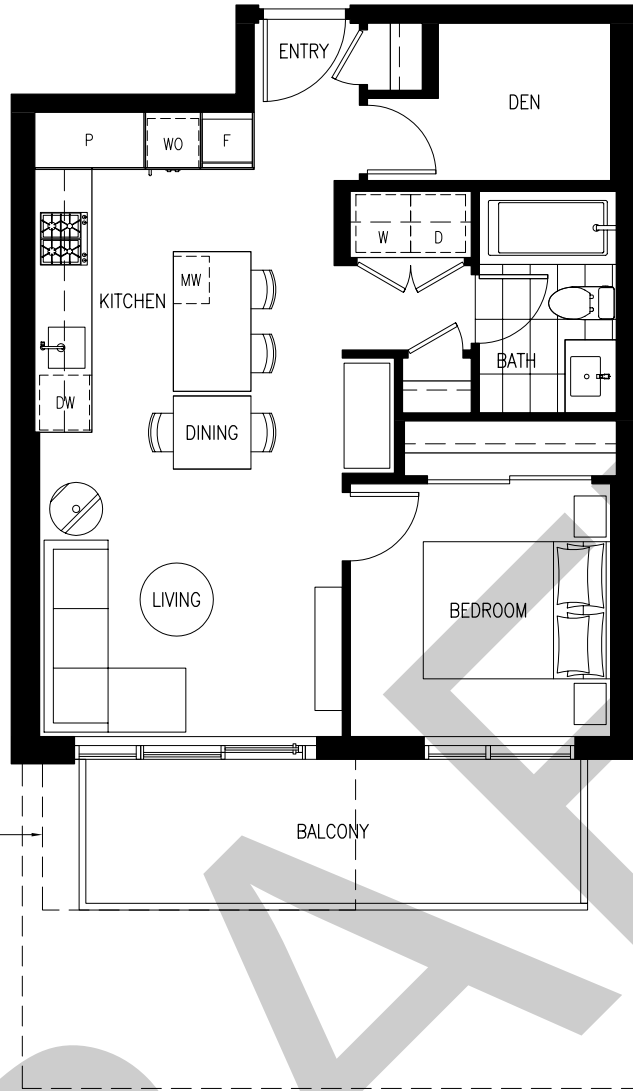 ENTRY
DEN
P
WO
F
W
D
MW
KITCHEN
BATH
DW
DINING
LIVING
BEDROOM
BALCONY